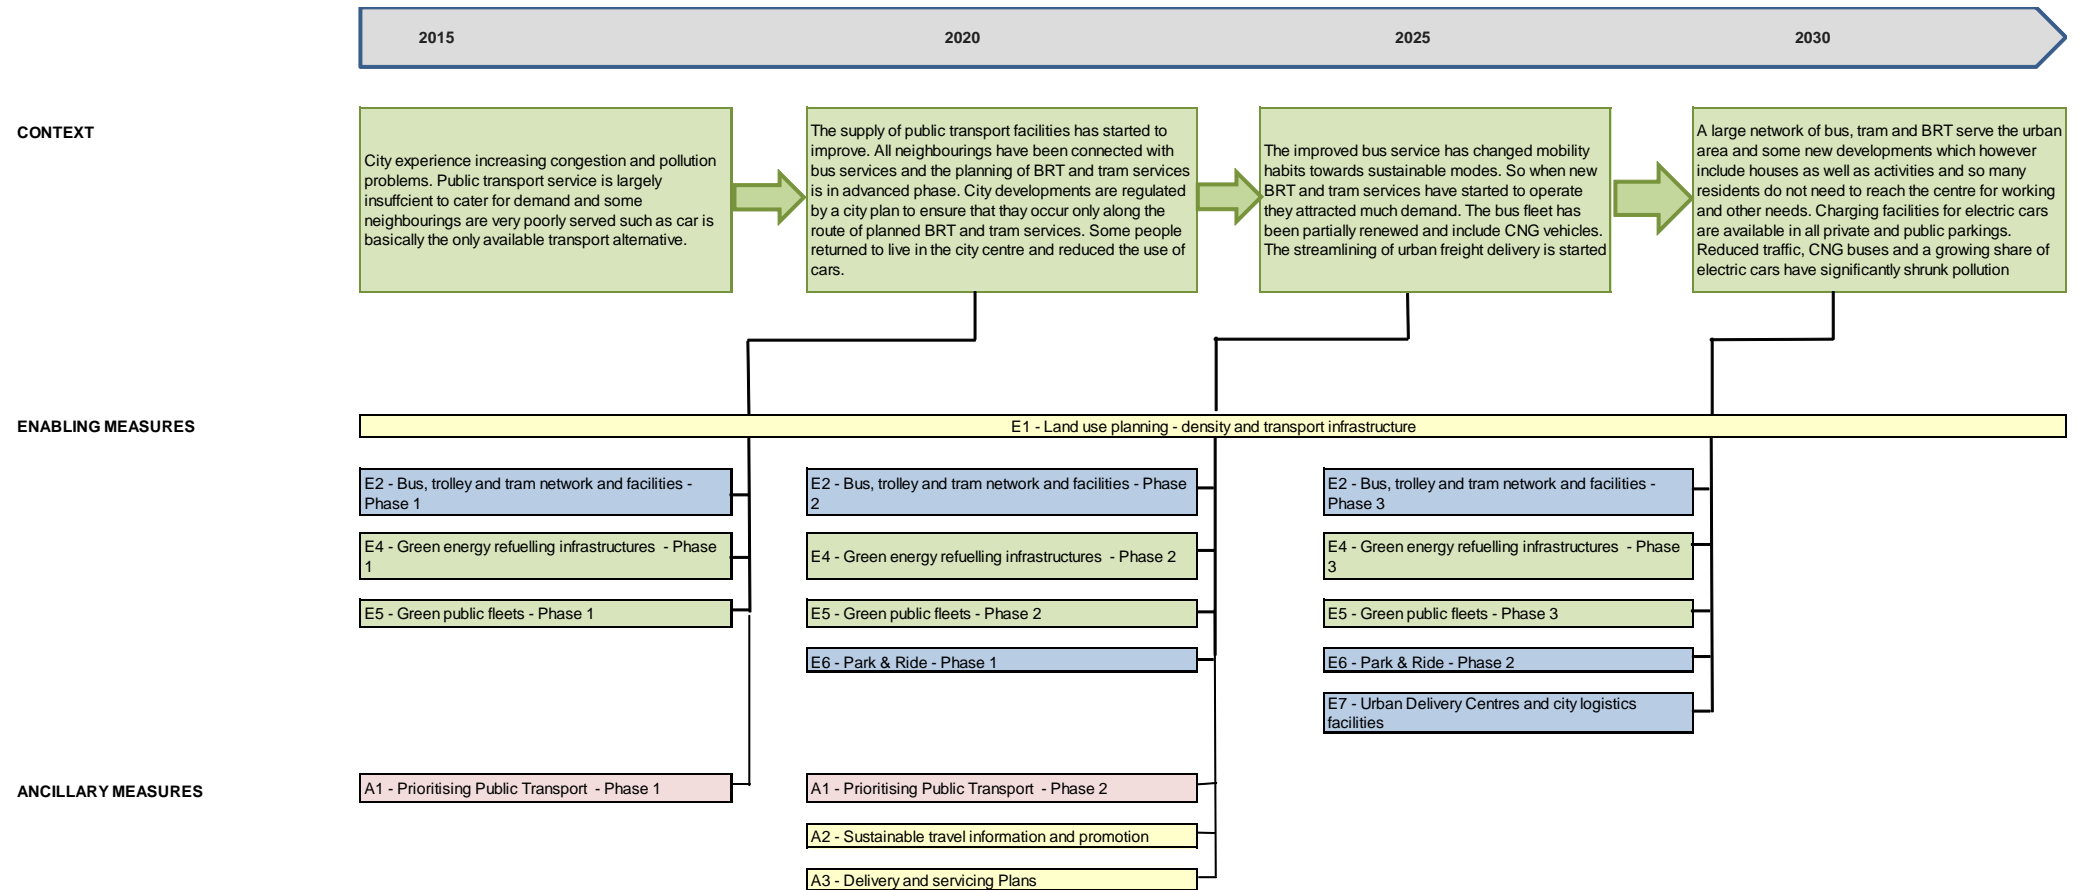 2015
2020
2025
2030
CONTEXT
City experience increasing congestion and pollution
problems. Public transport service is largely
insuffcient to cater for demand and some
neighbourings are very poorly served such as car is
basically the only available transport alternative.
The supply of public transport facilities has started to
improve. All neighbourings have been connected with
bus services and the planning of BRT and tram services
is in advanced phase. City developments are regulated
by a city plan to ensure that thay occur only along the
route of planned BRT and tram services. Some people
returned to live in the city centre and reduced the use of
cars.
The improved bus service has changed mobility
habits towards sustainable modes. So when new
BRT and tram services have started to operate
they attracted much demand. The bus fleet has
been partially renewed and include CNG vehicles.
The streamlining of urban freight delivery is started
A large network of bus, tram and BRT serve the urban
area and some new developments which however
include houses as well as activities and so many
residents do not need to reach the centre for working
and other needs. Charging facilities for electric cars
are available in all private and public parkings.
Reduced traffic, CNG buses and a growing share of
electric cars have significantly shrunk pollution
ENABLING MEASURES
E1 - Land use planning - density and transport infrastructure
E2 - Bus, trolley and tram network and facilities -
Phase 1
E2 - Bus, trolley and tram network and facilities - Phase
2
E2 - Bus, trolley and tram network and facilities -
Phase 3
E4 - Green energy refuelling infrastructures  - Phase
1
E4 - Green energy refuelling infrastructures  - Phase 2
E4 - Green energy refuelling infrastructures  - Phase
3
E5 - Green public fleets - Phase 1
E5 - Green public fleets - Phase 2
E5 - Green public fleets - Phase 3
E6 - Park & Ride - Phase 1
E6 - Park & Ride - Phase 2
E7 - Urban Delivery Centres and city logistics
facilities
ANCILLARY MEASURES
A1 - Prioritising Public Transport  - Phase 1
A1 - Prioritising Public Transport  - Phase 2
A2 - Sustainable travel information and promotion
A3 - Delivery and servicing Plans